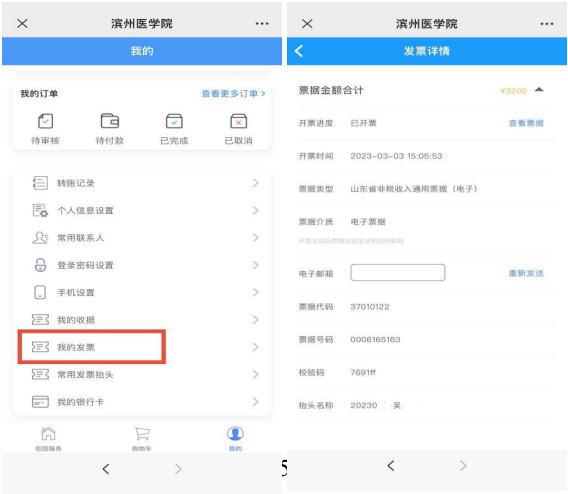 滨州医学院
我的
我的订单
查看更多订单 >
待审核
待付款
已完成
已取消
转账记录
个人信息设置
常用联系人
登录密码设置
手机设置
我的收据
我的发票
常用发票抬头
我的银行卡
校园服务
购物车
我的
5
滨州医学院
发票详情
票据金额合计
¥3200
开票进度 已开票 查看票据
开票时间 2023-03-03 15:05:53
票据类型 山东省非税收入通用票据（电子）
票据介质 电子票据
电子邮箱 重新发送
票据代码 37010122
票据号码 0006165163
校验码 7691ff
抬头名称 20230 吴